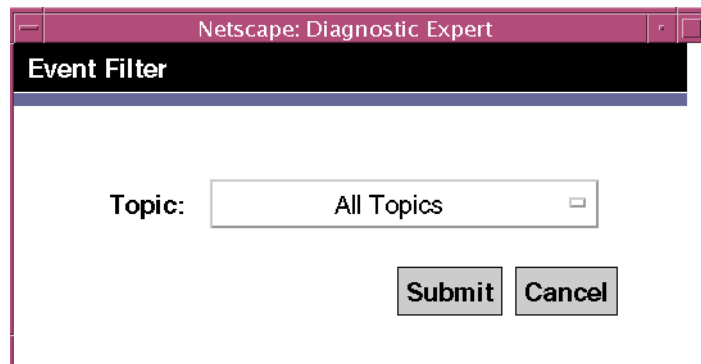 Netscape: Diagnostic Expert
Event Filter
Topic: All Topics
Submit Cancel